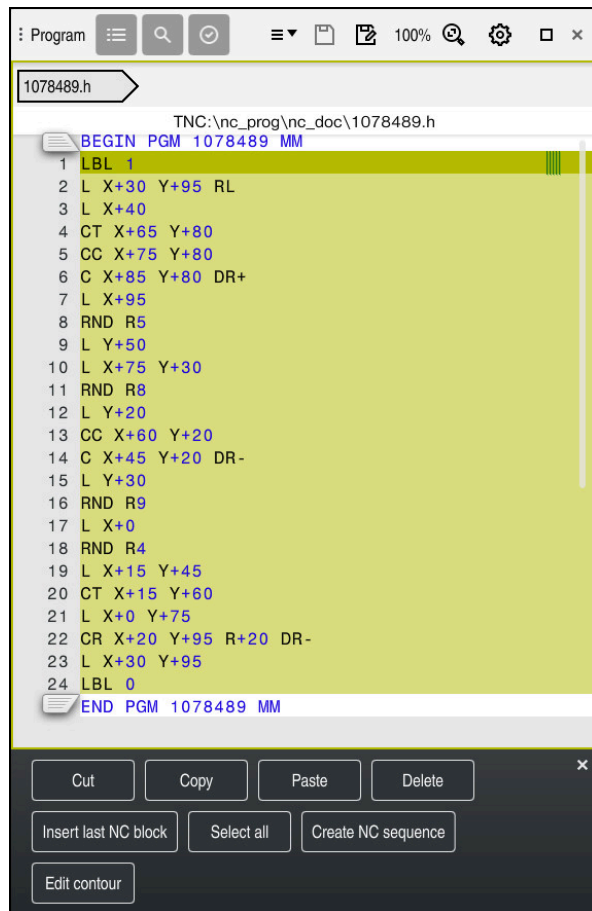 Program 100%
1078489.h
TNC:\nc_prog\nc_doc\1078489.h
BEGIN PGM 1078489 MM
1 LBL 1
2 L X+30 Y+95 RL
3 L X+40
4 CT X+65 Y+80
5 CC X+75 Y+80
6 C X+85 Y+80 DR+
7 L X+95
8 RND R5
9 L Y+50
10 L X+75 Y+30
11 RND R8
12 L Y+20
13 CC X+60 Y+20
14 C X+45 Y+20 DR-
15 L Y+30
16 RND R9
17 L X+0
18 RND R4
19 L X+15 Y+45
20 CT X+15 Y+60
21 L X+0 Y+75
22 CR X+20 Y+95 R+20 DR-
23 L X+30 Y+95
24 LBL 0
END PGM 1078489 MM
Cut Copy Paste Delete
Insert last NC block Select all Create NC sequence
Edit contour